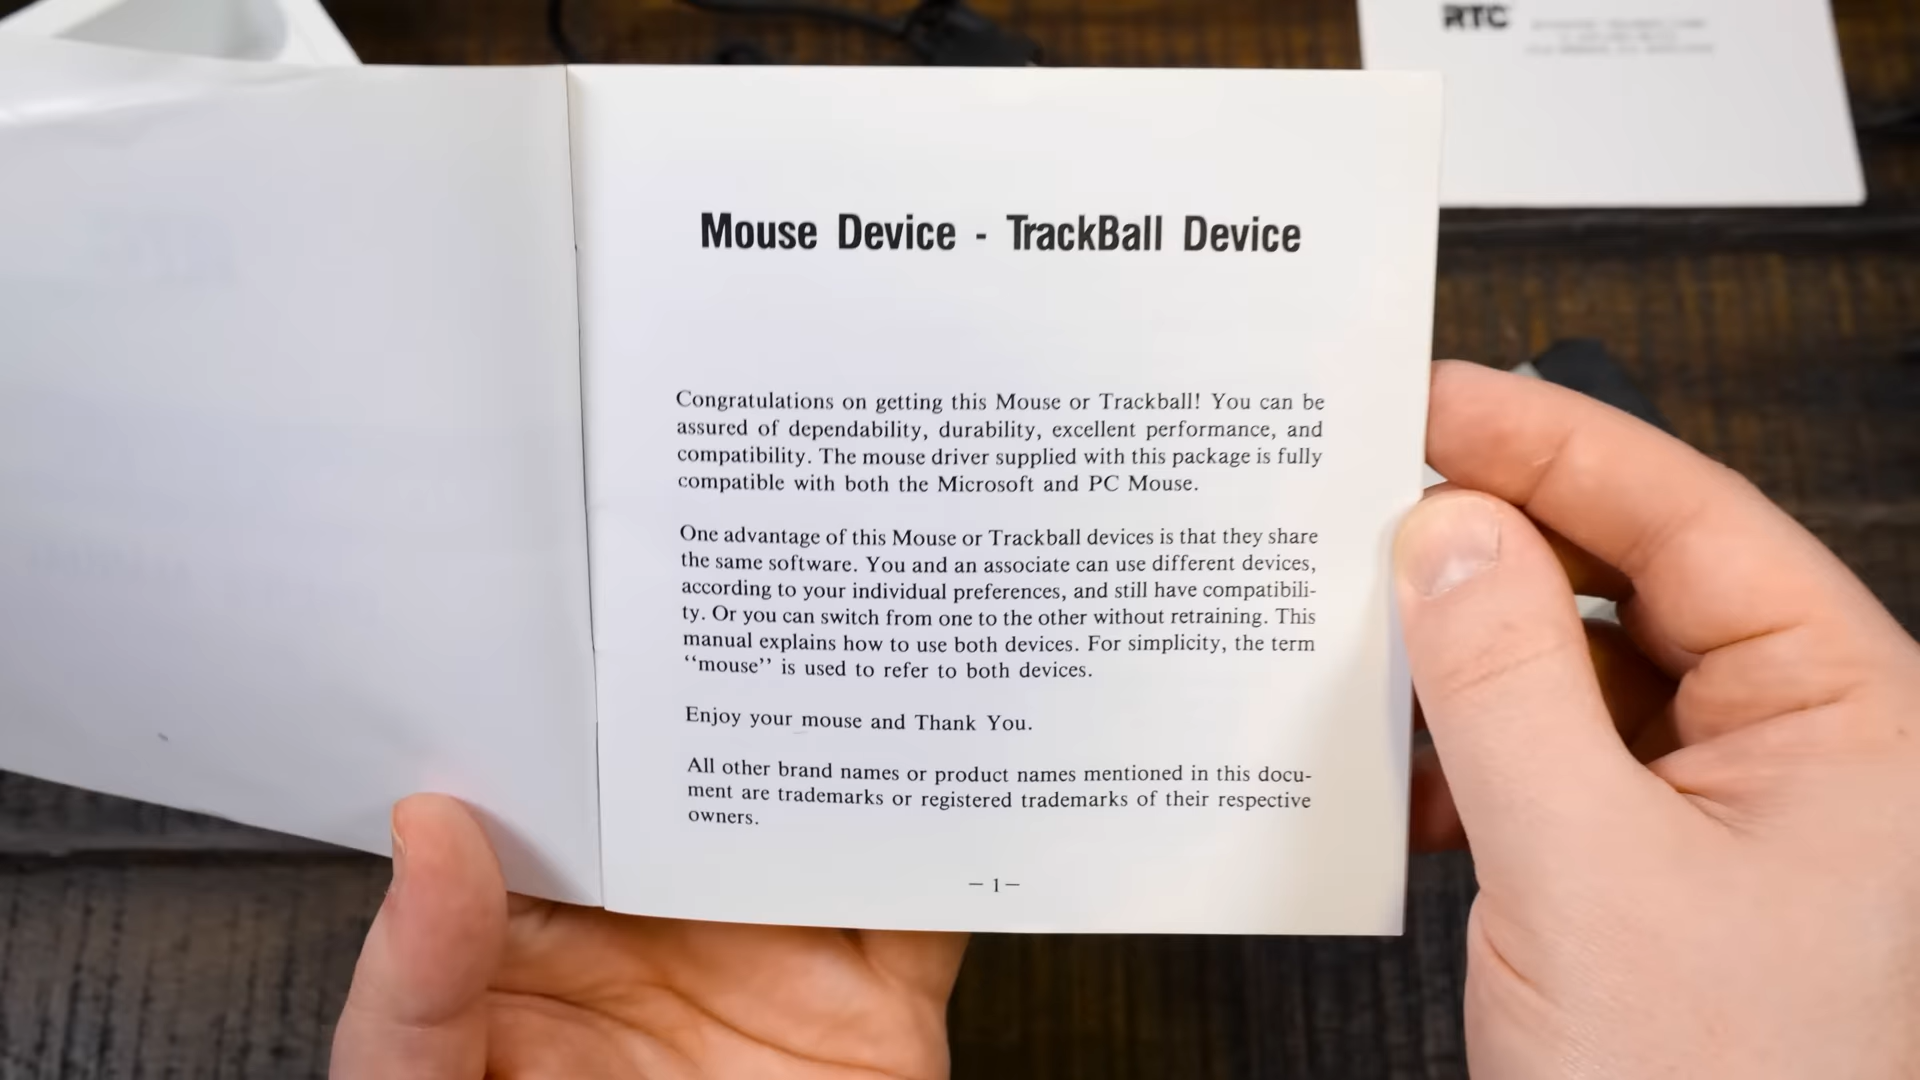 RTC
Mouse Device - TrackBall Device
Congratulations on getting this Mouse or Trackball! You can be
assured of dependability, durability, excellent performance, and
compatibility. The mouse driver supplied with this package is fully
compatible with both the Microsoft and PC Mouse.
One advantage of this Mouse or Trackball devices is that they share
the same software. You and an associate can use different devices,
according to your individual preferences, and still have compatibili-
ty. Or you can switch from one to the other without retraining. This
manual explains how to use both devices. For simplicity, the term
‘‘mouse’’ is used to refer to both devices.
Enjoy your mouse and Thank You.
All other brand names or product names mentioned in this docu-
ment are trademarks or registered trademarks of their respective
owners.
— 1 —